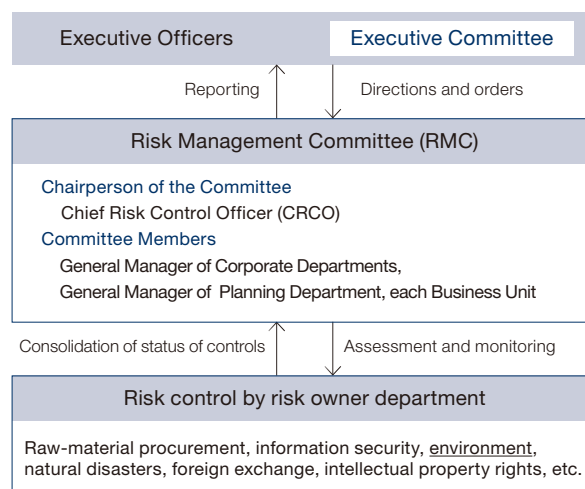 Executive Officers
Executive Committee
Reporting
Directions and orders
Risk Management Committee (RMC)
Chairperson of the Committee
Chief Risk Control Officer (CRCO)
Committee Members
General Manager of Corporate Departments,
General Manager of Planning Department, each Business Unit
Consolidation of status of controls
Assessment and monitoring
Risk control by risk owner department
Raw-material procurement, information security, environment,
natural disasters, foreign exchange, intellectual property rights, etc.